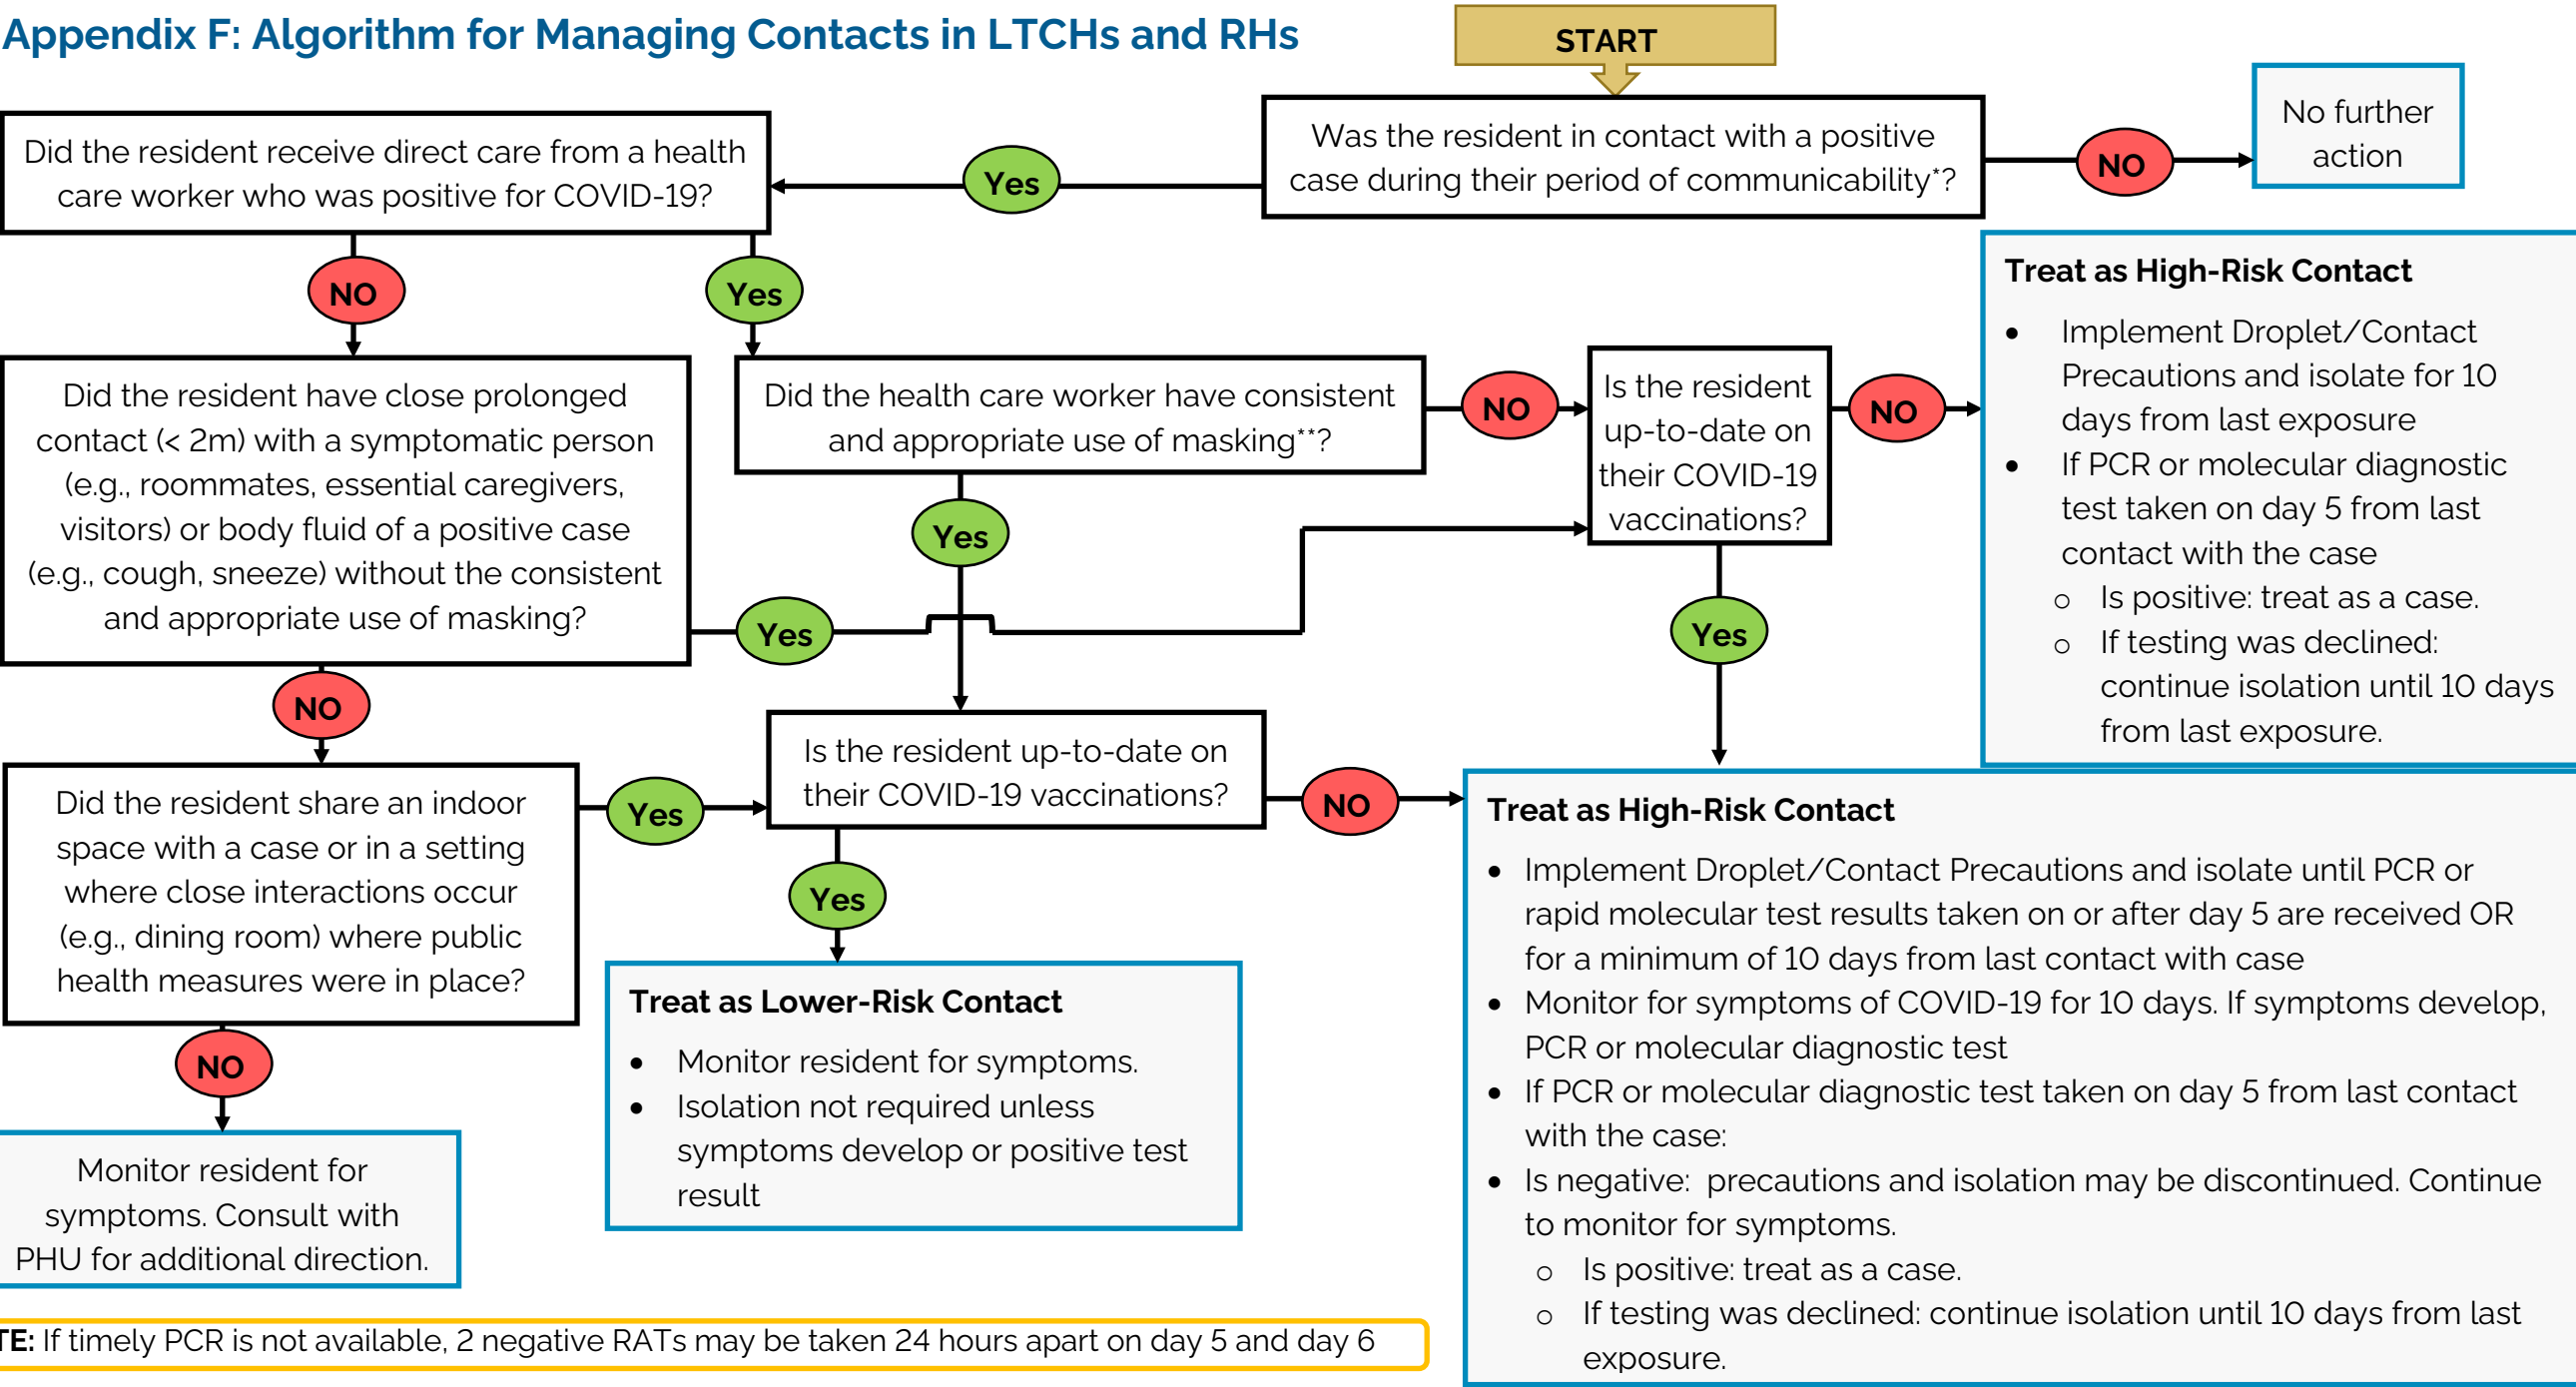 Appendix F: Algorithm for Managing Contacts in LTCHs and RHs
START
Was the resident in contact with a positive
case during their period of communicability*?
NO
No further
action
Yes
Did the resident receive direct care from a health
care worker who was positive for COVID-19?
NO
Yes
Did the resident have close prolonged
contact (< 2m) with a symptomatic person
(e.g., roommates, essential caregivers,
visitors) or body fluid of a positive case
(e.g., cough, sneeze) without the consistent
and appropriate use of masking?
Did the health care worker have consistent
and appropriate use of masking**?
NO
Is the resident
up-to-date on
their COVID-19
vaccinations?
NO
Treat as High-Risk Contact
• Implement Droplet/Contact
Precautions and isolate for 10
days from last exposure
• If PCR or molecular diagnostic
test taken on day 5 from last
contact with the case
o Is positive: treat as a case.
o If testing was declined:
continue isolation until 10 days
from last exposure.
Yes
Yes
Yes
NO
Did the resident share an indoor
space with a case or in a setting
where close interactions occur
(e.g., dining room) where public
health measures were in place?
Yes
Is the resident up-to-date on
their COVID-19 vaccinations?
NO
Yes
NO
Monitor resident for
symptoms. Consult with
PHU for additional direction.
Treat as Lower-Risk Contact
• Monitor resident for symptoms.
• Isolation not required unless
symptoms develop or positive test
result
Treat as High-Risk Contact
• Implement Droplet/Contact Precautions and isolate until PCR or
rapid molecular test results taken on or after day 5 are received OR
for a minimum of 10 days from last contact with case
• Monitor for symptoms of COVID-19 for 10 days. If symptoms develop,
PCR or molecular diagnostic test
• If PCR or molecular diagnostic test taken on day 5 from last contact
with the case:
• Is negative: precautions and isolation may be discontinued. Continue
to monitor for symptoms.
o Is positive: treat as a case.
o If testing was declined: continue isolation until 10 days from last
exposure.
TE: If timely PCR is not available, 2 negative RATs may be taken 24 hours apart on day 5 and day 6